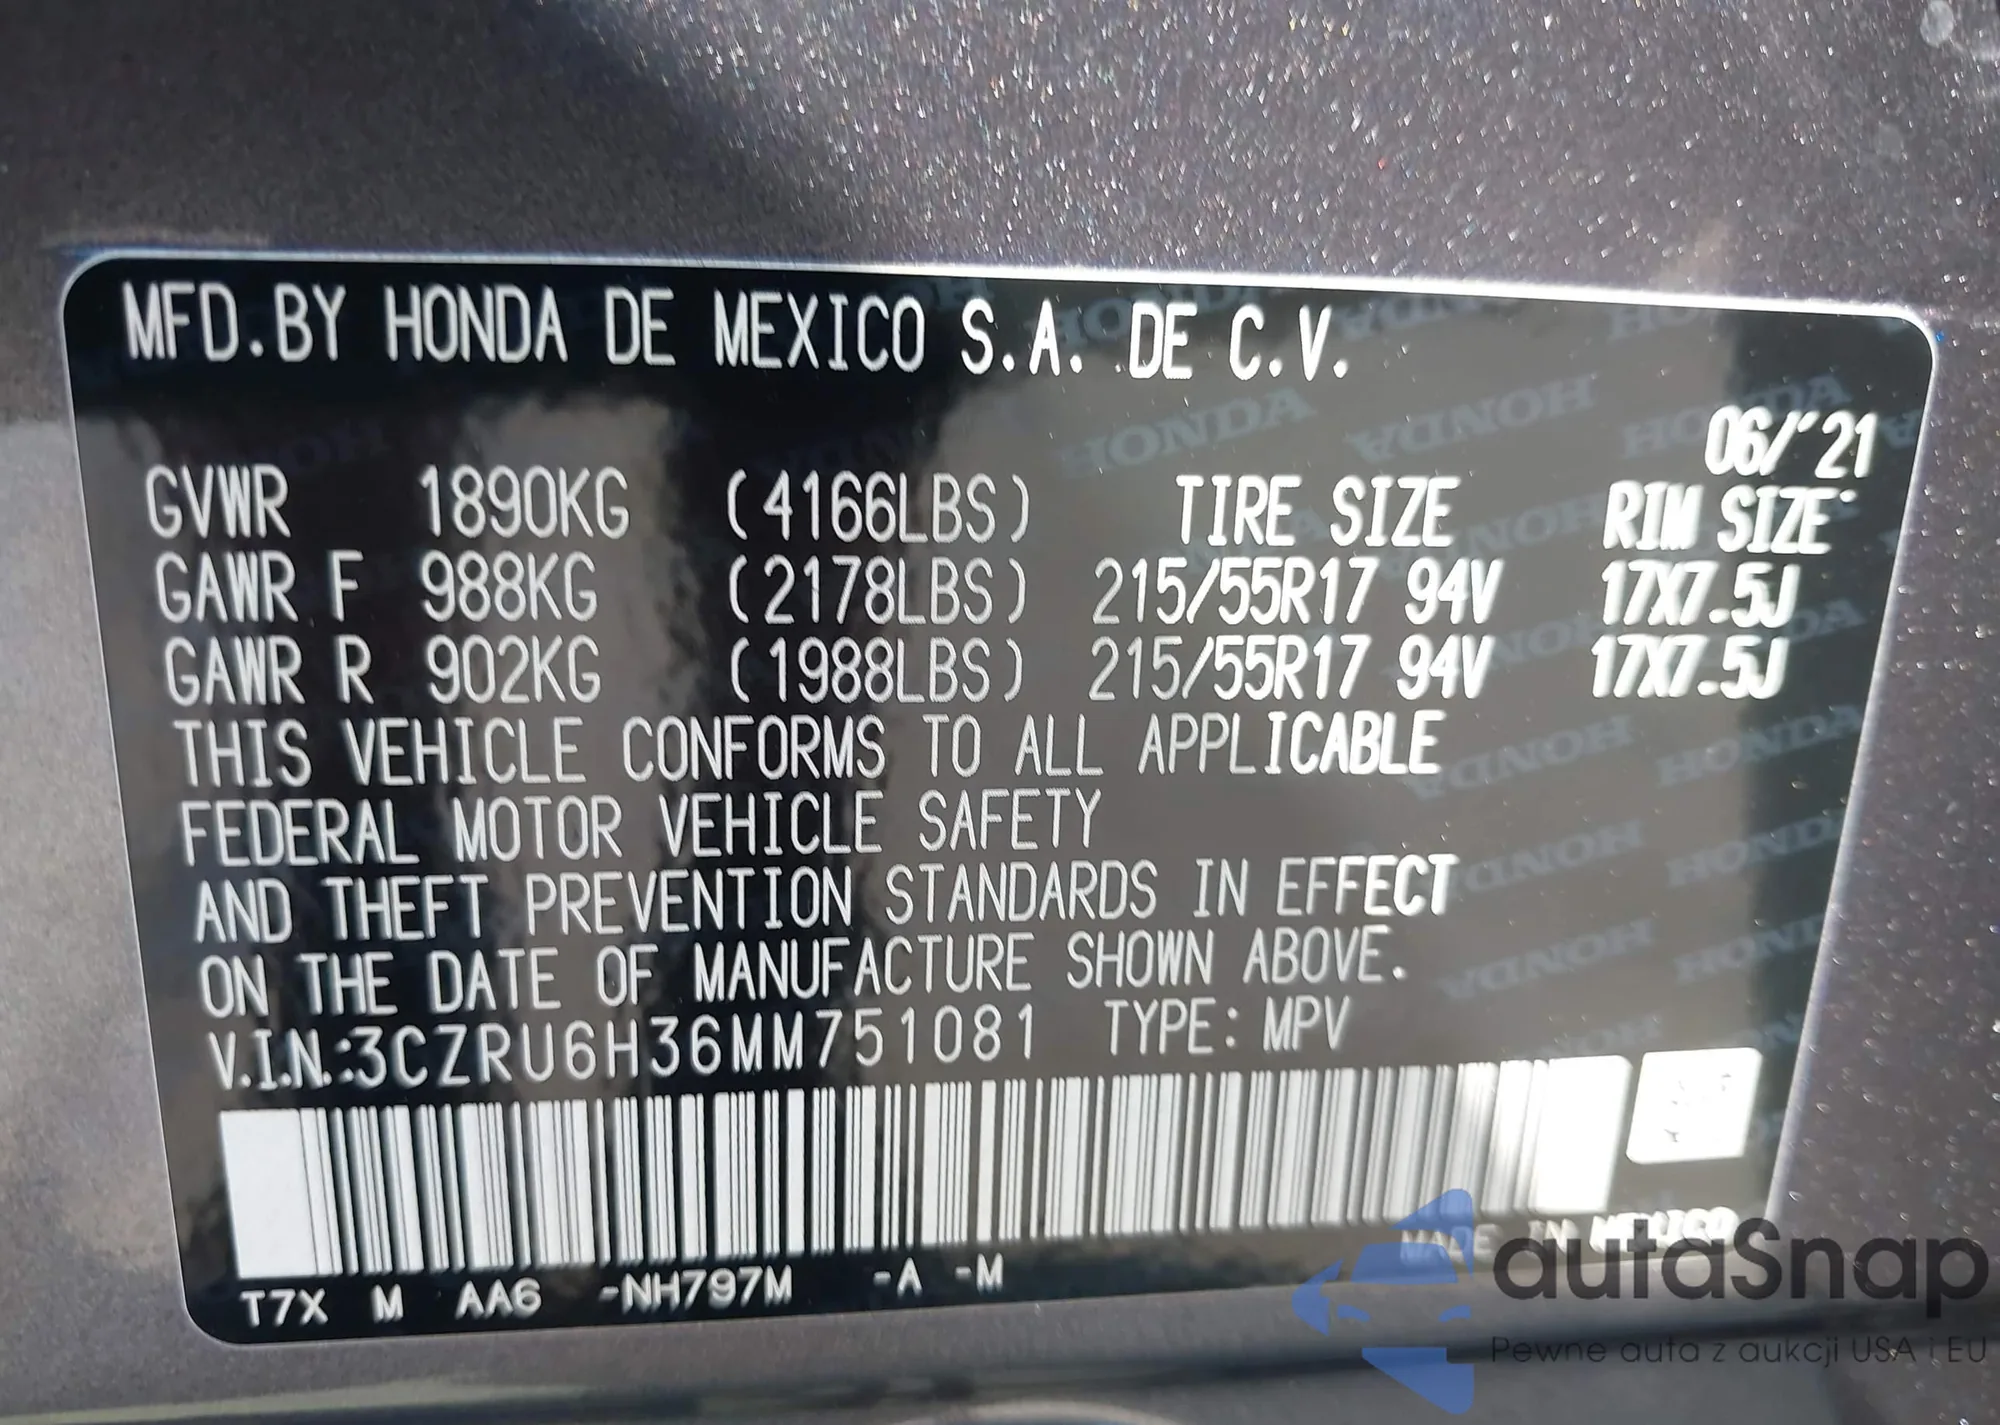 MFD.BY HONDA DE MEXICO S.A. DE C.V.
06/'21
GVWR 1890KG (4166LBS) TIRE SIZE RIM SIZE
GAWR F 988KG (2178LBS) 215/55R17 94V 17X7.5J
GAWR R 902KG (1988LBS) 215/55R17 94V 17X7.5J
THIS VEHICLE CONFORMS TO ALL APPLICABLE
FEDERAL MOTOR VEHICLE SAFETY
AND THEFT PREVENTION STANDARDS IN EFFECT
ON THE DATE OF MANUFACTURE SHOWN ABOVE.
V.I.N.:3CZRU6H36MM751081 TYPE: MPV
MADE IN MEXICO
T7X M AA6 -NH797M -A -M
autaSnap
Pewne auta z aukcji USA i EU